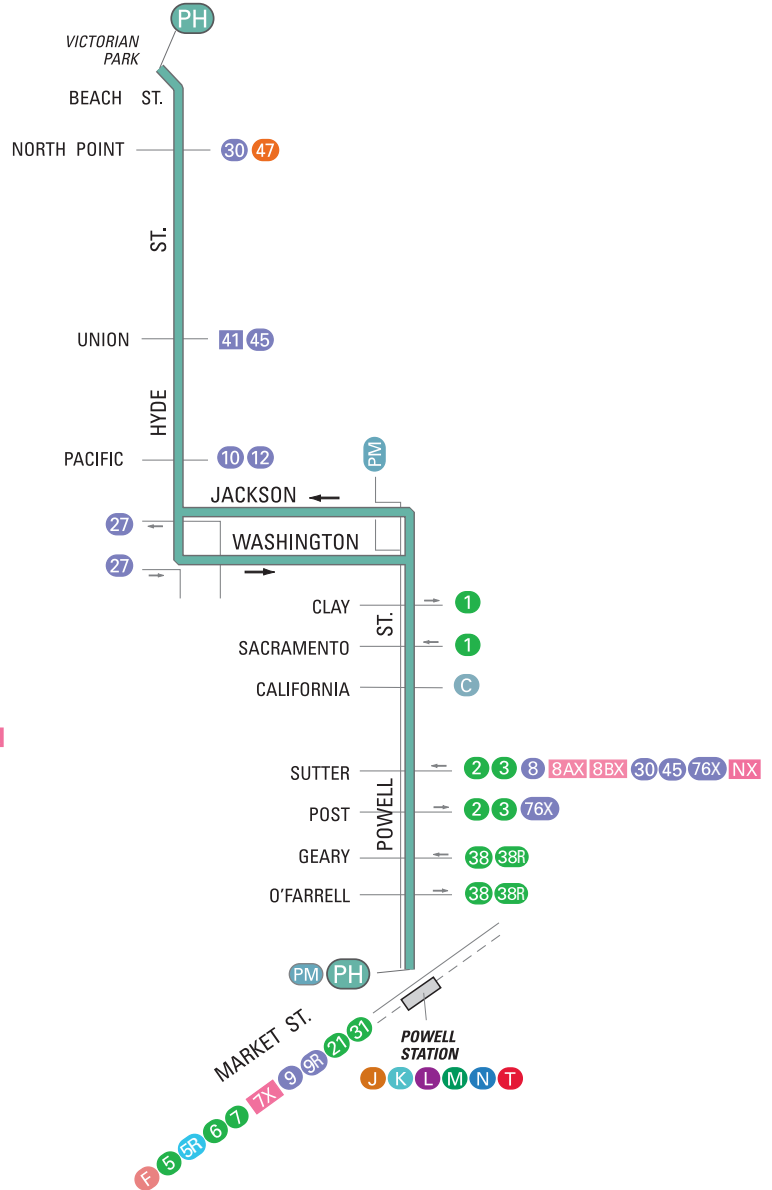 PH
VICTORIAN
PARK
BEACH ST.
NORTH POINT 30 47
ST.
UNION 41 45
HYDE
PACIFIC 10 12
PM
JACKSON
27
WASHINGTON
27
CLAY 1
ST.
SACRAMENTO 1
CALIFORNIA C
SUTTER 2 3 8 8AX 8BX 30 45 76X NX
POWELL
POST 2 3 76X
GEARY 38 38R
O'FARRELL 38 38R
PM PH
MARKET ST.
POWELL
STATION
J K L M N T
F 5 5R 6 7 7X 9 9R 21 31